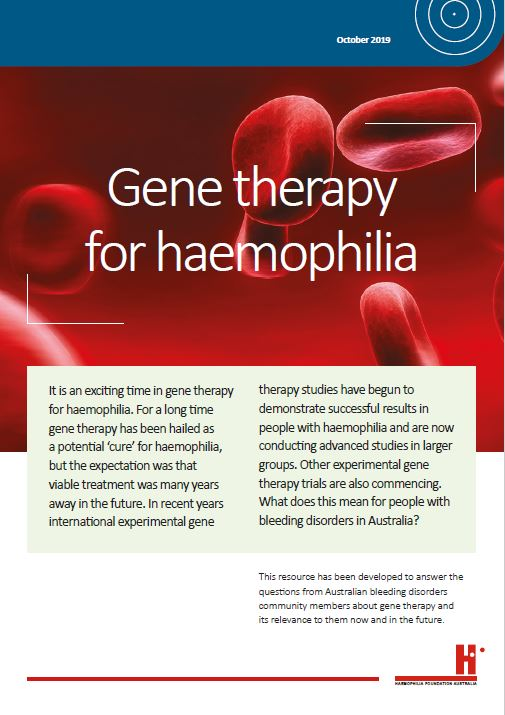 October 2019
Gene therapy
for haemophilia
It is an exciting time in gene therapy
for haemophilia. For a long time
gene therapy has been hailed as
a potential ‘cure’ for haemophilia,
but the expectation was that
viable treatment was many years
away in the future. In recent years
international experimental gene
therapy studies have begun to
demonstrate successful results in
people with haemophilia and are now
conducting advanced studies in larger
groups. Other experimental gene
therapy trials are also commencing.
What does this mean for people with
bleeding disorders in Australia?
This resource has been developed to answer the
questions from Australian bleeding disorders
community members about gene therapy and
its relevance to them now and in the future.
H
HAEMOPHILIA FOUNDATION AUSTRALIA